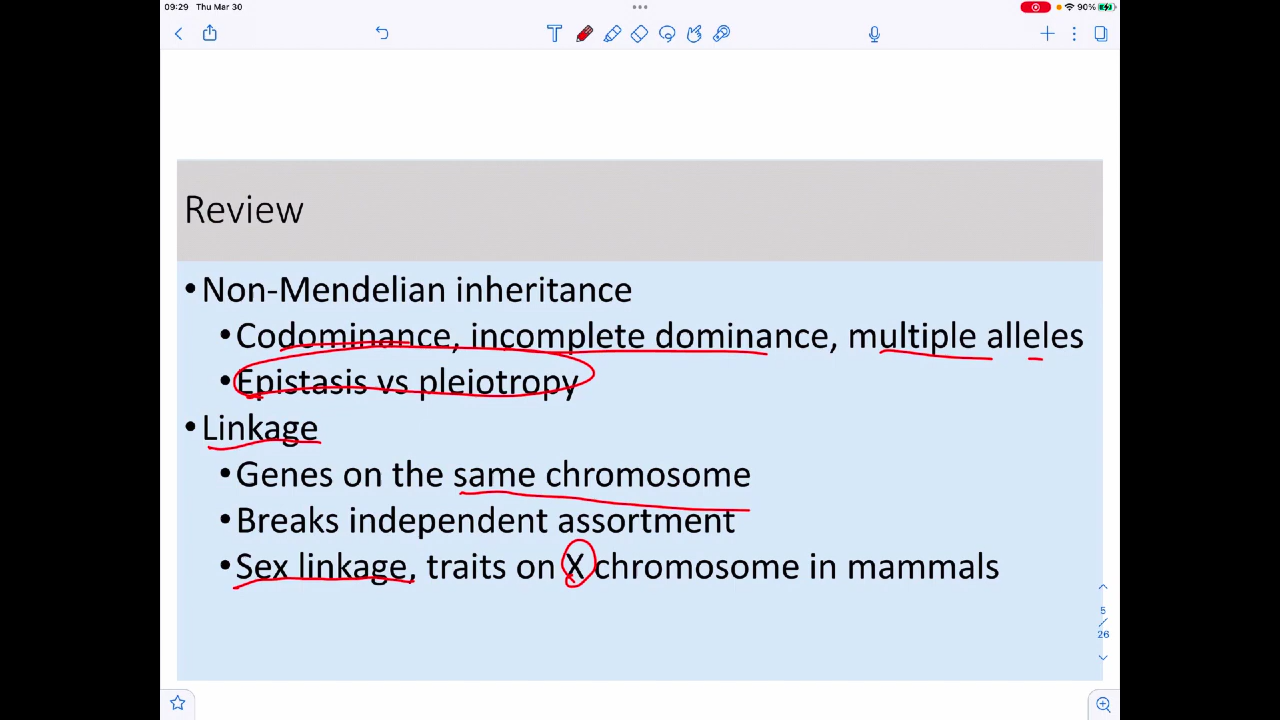 09:29 Thu Mar 30
90%
T
Review
•Non-Mendelian inheritance
•Codominance, incomplete dominance, multiple alleles
•Epistasis vs pleiotropy
•Linkage
•Genes on the same chromosome
•Breaks independent assortment
•Sex linkage, traits on X chromosome in mammals
5
/
26